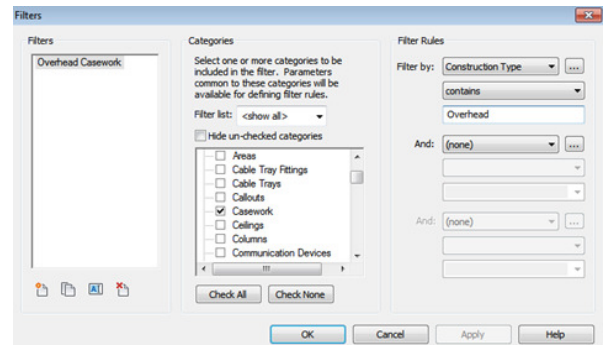 Filters
Filters
Overhead Casework
Categories
Select one or more categories to be
included in the filter. Parameters
common to these categories will be
available for defining filter rules.
Filter list: <show all>
Hide un-checked categories
Areas
Cable Tray Fittings
Cable Trays
Callouts
Casework
Ceilings
Columns
Communication Devices
Check All Check None
Filter Rules
Filter by: Construction Type ...
contains
Overhead
And: (none) ...
And: (none) ...
OK Cancel Apply Help